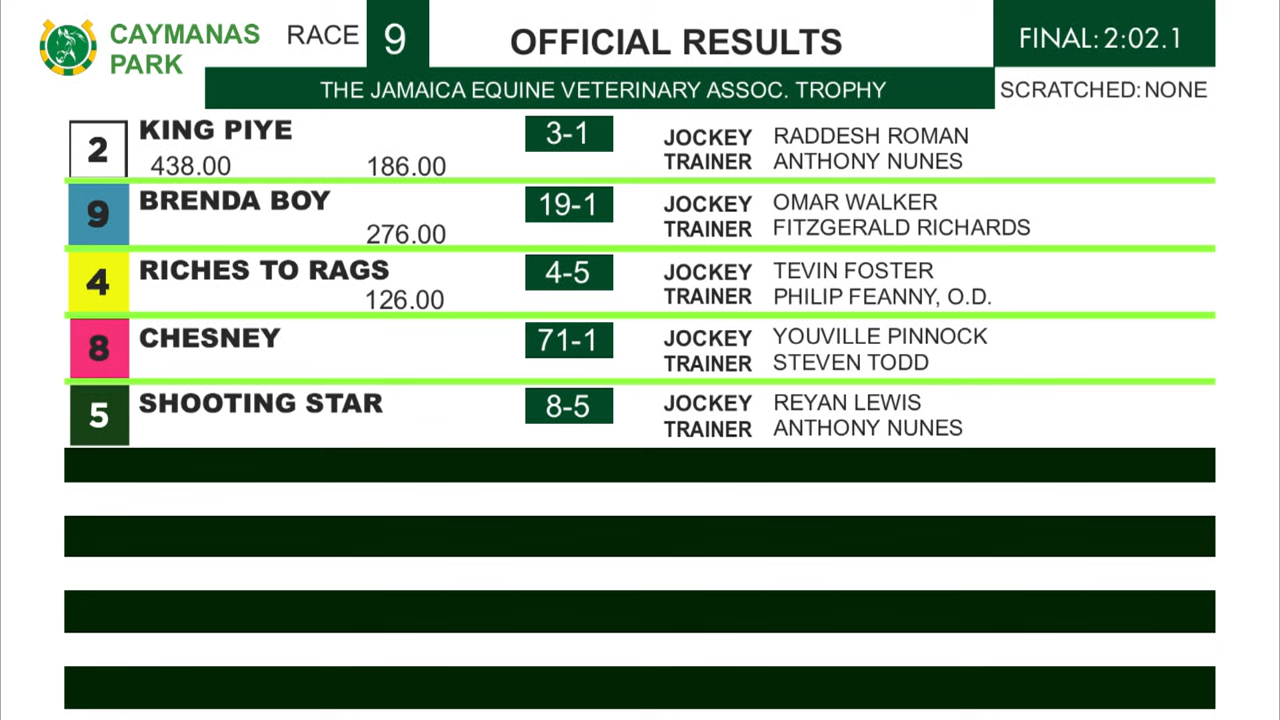 CAYMANAS PARK
RACE 9
OFFICIAL RESULTS
FINAL: 2:02.1
THE JAMAICA EQUINE VETERINARY ASSOC. TROPHY
SCRATCHED: NONE
2 KING PIYE 3-1 JOCKEY RADDESH ROMAN
438.00 186.00 TRAINER ANTHONY NUNES
9 BRENDA BOY 19-1 JOCKEY OMAR WALKER
276.00 TRAINER FITZGERALD RICHARDS
4 RICHES TO RAGS 4-5 JOCKEY TEVIN FOSTER
126.00 TRAINER PHILIP FEANNY, O.D.
8 CHESNEY 71-1 JOCKEY YOUVILLE PINNOCK
TRAINER STEVEN TODD
5 SHOOTING STAR 8-5 JOCKEY REYAN LEWIS
TRAINER ANTHONY NUNES